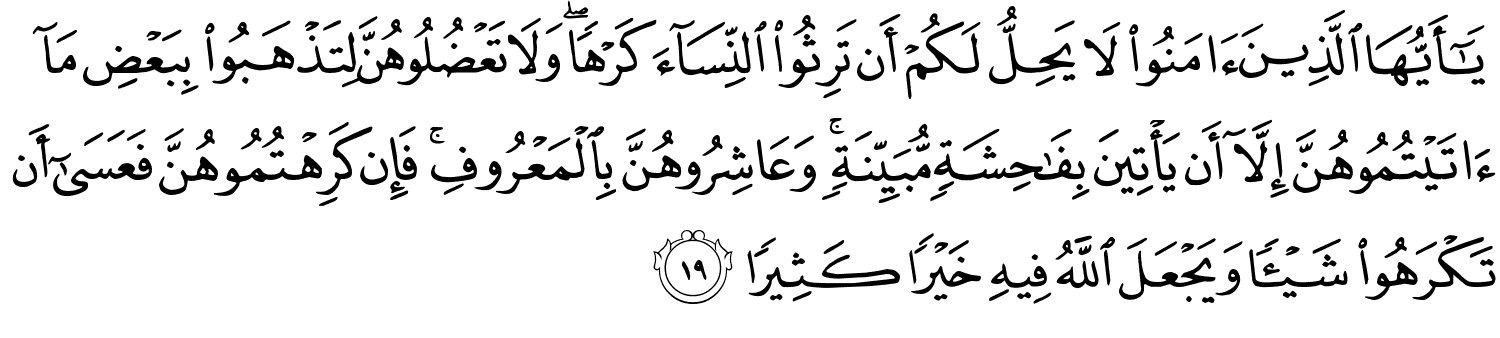 يَٰٓأَيُّهَا ٱلَّذِينَ ءَامَنُوا۟ لَا يَحِلُّ لَكُمْ أَن تَرِثُوا۟ ٱلنِّسَآءَ كَرْهًا ۖ وَلَا تَعْضُلُوهُنَّ لِتَذْهَبُوا۟ بِبَعْضِ مَآ
ءَاتَيْتُمُوهُنَّ إِلَّآ أَن يَأْتِينَ بِفَٰحِشَةٍ مُّبَيِّنَةٍ ۚ وَعَاشِرُوهُنَّ بِٱلْمَعْرُوفِ ۚ فَإِن كَرِهْتُمُوهُنَّ فَعَسَىٰٓ أَن
تَكْرَهُوا۟ شَيْـًٔا وَيَجْعَلَ ٱللَّهُ فِيهِ خَيْرًا كَثِيرًا ١٩